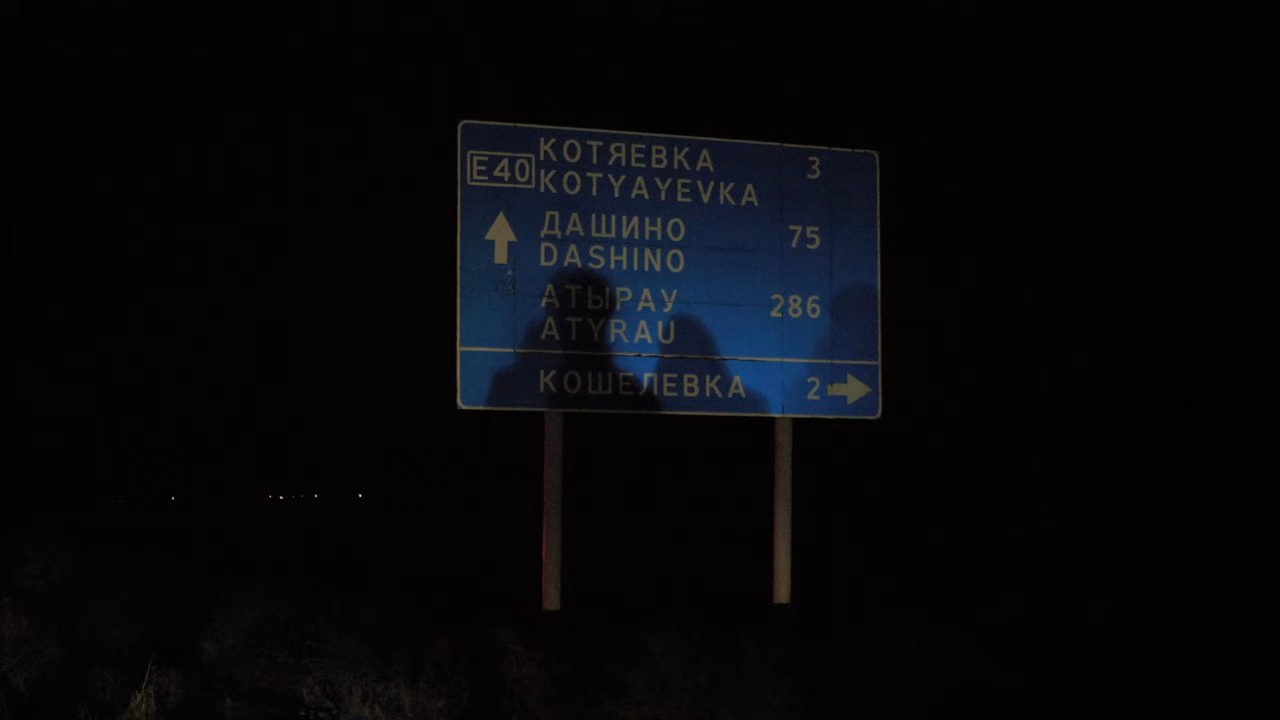 E40 КОТЯЕВКА 3
KOTYAYEVKA
ДАШИНО 75
DASHINO
АТЫРАУ 286
ATYRAU
КОШЕЛЕВКА 2